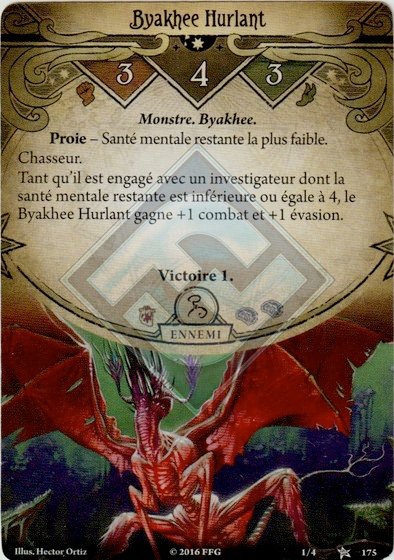 Byakhee Hurlant
3 4 3
Monstre. Byakhee.
Proie – Santé mentale restante la plus faible.
Chasseur.
Tant qu'il est engagé avec un investigateur dont la
santé mentale restante est inférieure ou égale à 4, le
Byakhee Hurlant gagne +1 combat et +1 évasion.
Victoire 1.
ENNEMI
Illus. Hector Ortiz © 2016 FFG 1/4 175